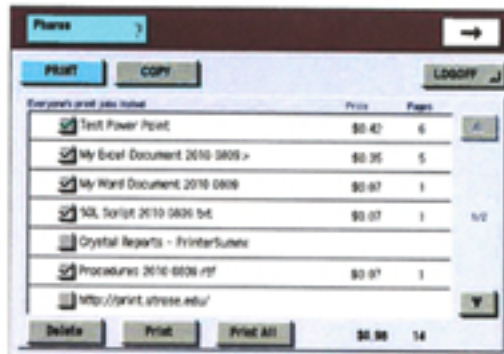 Pharos
PRINT COPY LOGOFF
Everyone's print jobs listed Price Pages
Test Power Point $0.42 6
My Excel Document 2010 0809.x $0.35 5
My Word Document 2010 0809 $0.07 1
SQL Script 2010 0809.txt $0.07 1
Crystal Reports - PrinterSumma
1/2
Procedures 2010 0809.rtf $0.07 1
http://print.strose.edu/
Delete Print Print All $0.98 14